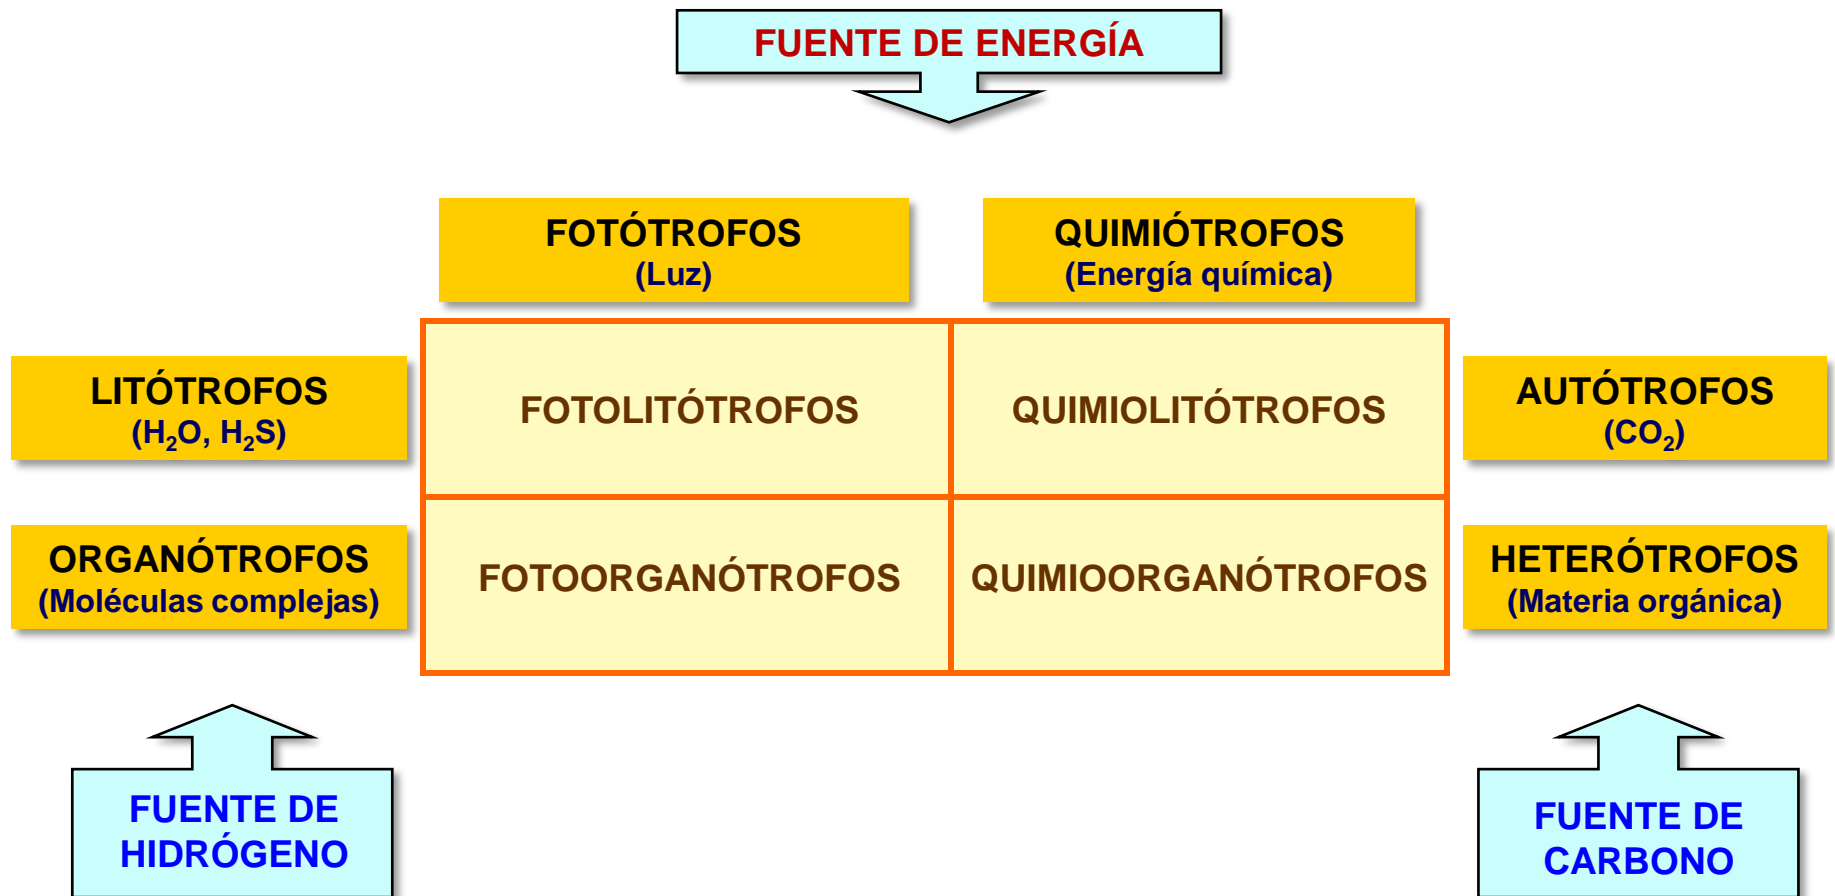 FUENTE DE ENERGÍA
FOTÓTROFOS
(Luz)
QUIMIÓTROFOS
(Energía química)
LITÓTROFOS
(H₂O, H₂S)
FOTOLITÓTROFOS
QUIMIOLITÓTROFOS
AUTÓTROFOS
(CO₂)
ORGANÓTROFOS
(Moléculas complejas)
FOTOORGANÓTROFOS
QUIMIOORGANÓTROFOS
HETERÓTROFOS
(Materia orgánica)
FUENTE DE
HIDRÓGENO
FUENTE DE
CARBONO